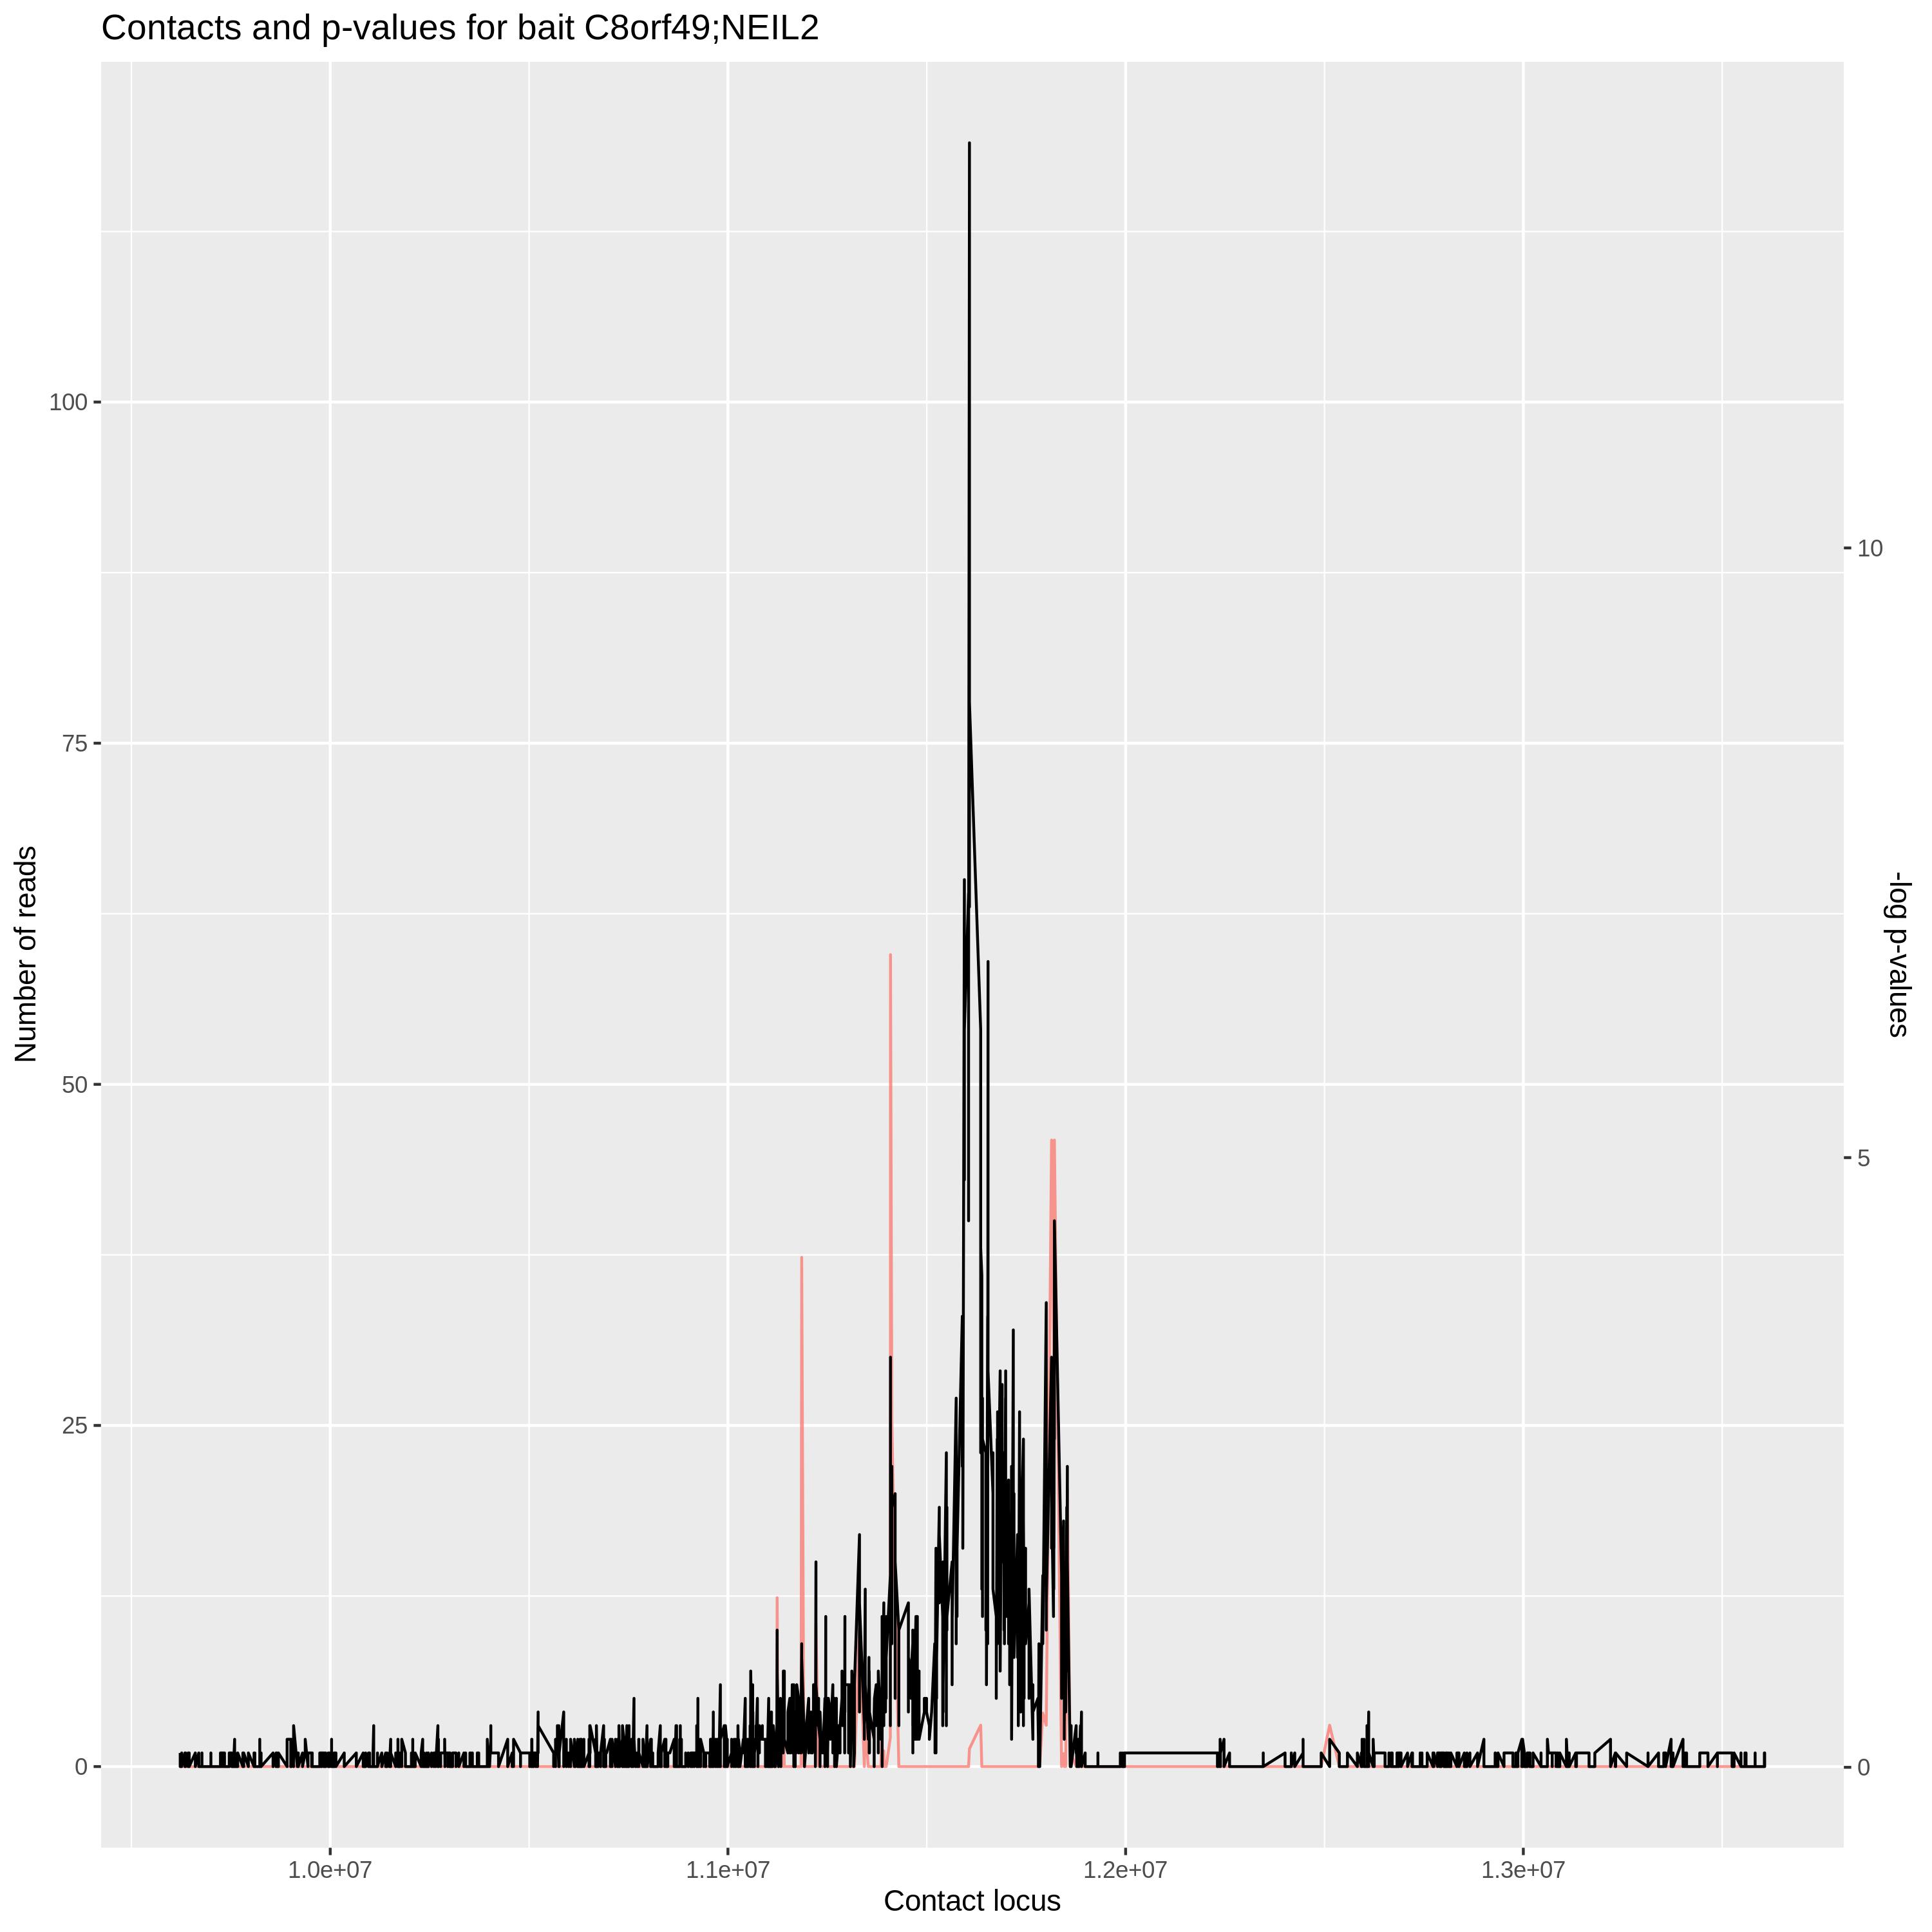 Contacts and p-values for bait C8orf49;NEIL2
Number of reads
100
75
50
25
0
10
5
0
-log p-values
1.0e+07
1.1e+07
1.2e+07
1.3e+07
Contact locus